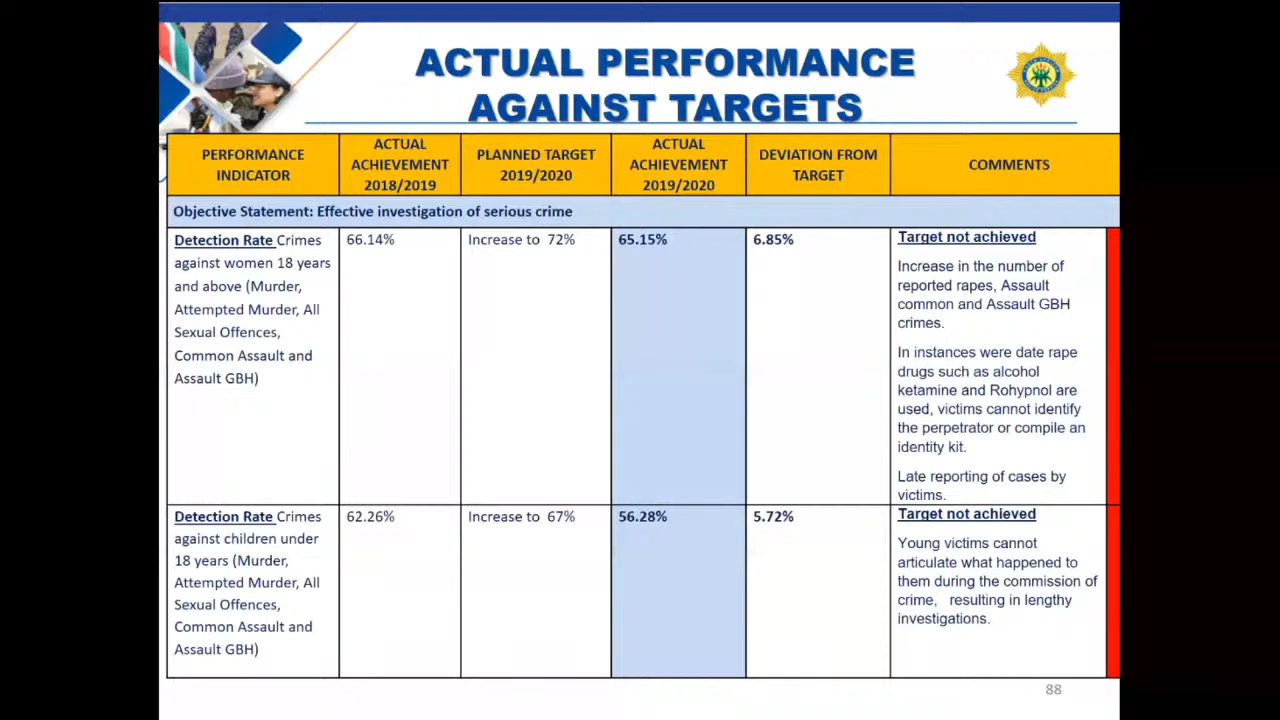 ACTUAL PERFORMANCE
AGAINST TARGETS
PERFORMANCE
INDICATOR
ACTUAL
ACHIEVEMENT
2018/2019
PLANNED TARGET
2019/2020
ACTUAL
ACHIEVEMENT
2019/2020
DEVIATION FROM
TARGET
COMMENTS
Objective Statement: Effective investigation of serious crime
Detection Rate Crimes
against women 18 years
and above (Murder,
Attempted Murder, All
Sexual Offences,
Common Assault and
Assault GBH)
66.14%
Increase to 72%
65.15%
6.85%
Target not achieved
Increase in the number of
reported rapes, Assault
common and Assault GBH
crimes.
In instances were date rape
drugs such as alcohol
ketamine and Rohypnol are
used, victims cannot identify
the perpetrator or compile an
identity kit.
Late reporting of cases by
victims.
Detection Rate Crimes
against children under
18 years (Murder,
Attempted Murder, All
Sexual Offences,
Common Assault and
Assault GBH)
62.26%
Increase to 67%
56.28%
5.72%
Target not achieved
Young victims cannot
articulate what happened to
them during the commission of
crime, resulting in lengthy
investigations.
88